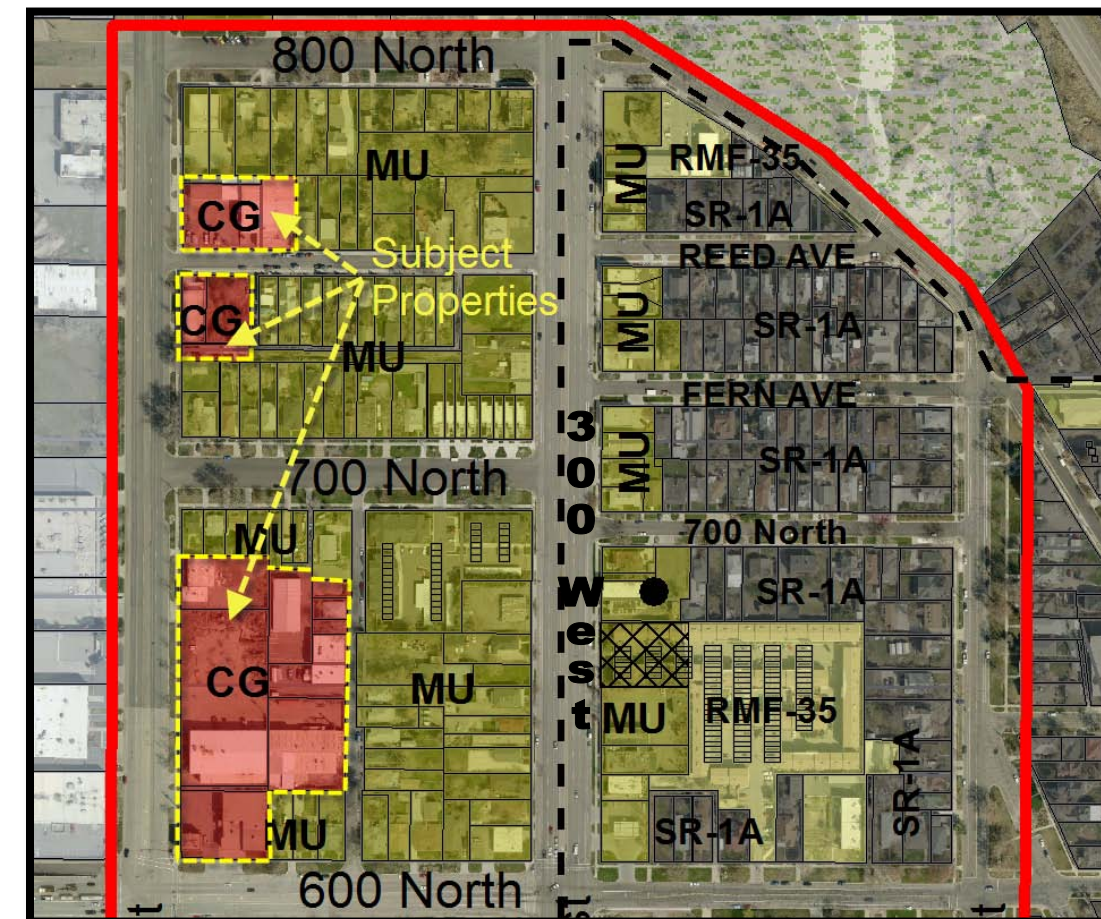 800 North
MU
MU
RMF-35
CG
SR-1A
Subject
Properties
REED AVE
CG
MU
MU
SR-1A
FERN AVE
300 West
MU
SR-1A
700 North
700 North
MU
SR-1A
CG
MU
MU
RMF-35
SR-1A
MU
SR-1A
600 North
t
st
t